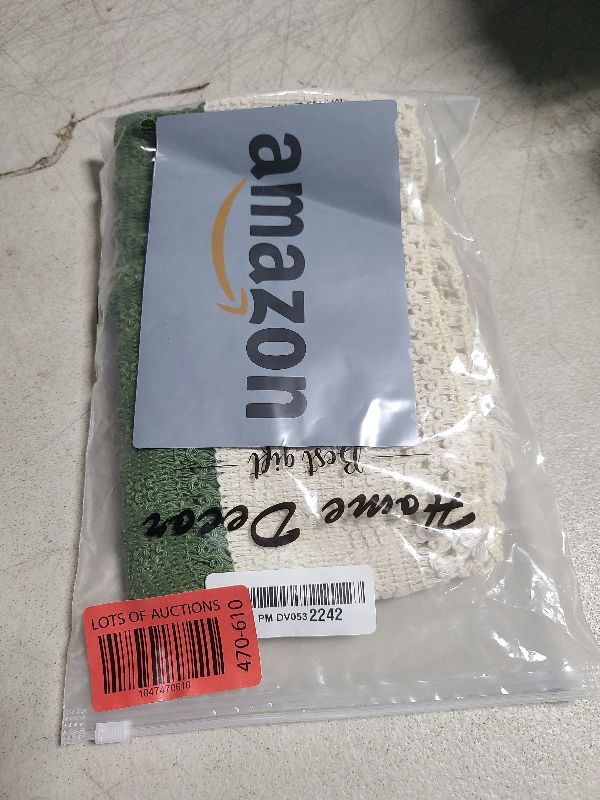 amazon
Best gift
Home Decor
LOTS OF AUCTIONS
1047470610
470-610
PM DV053 2242